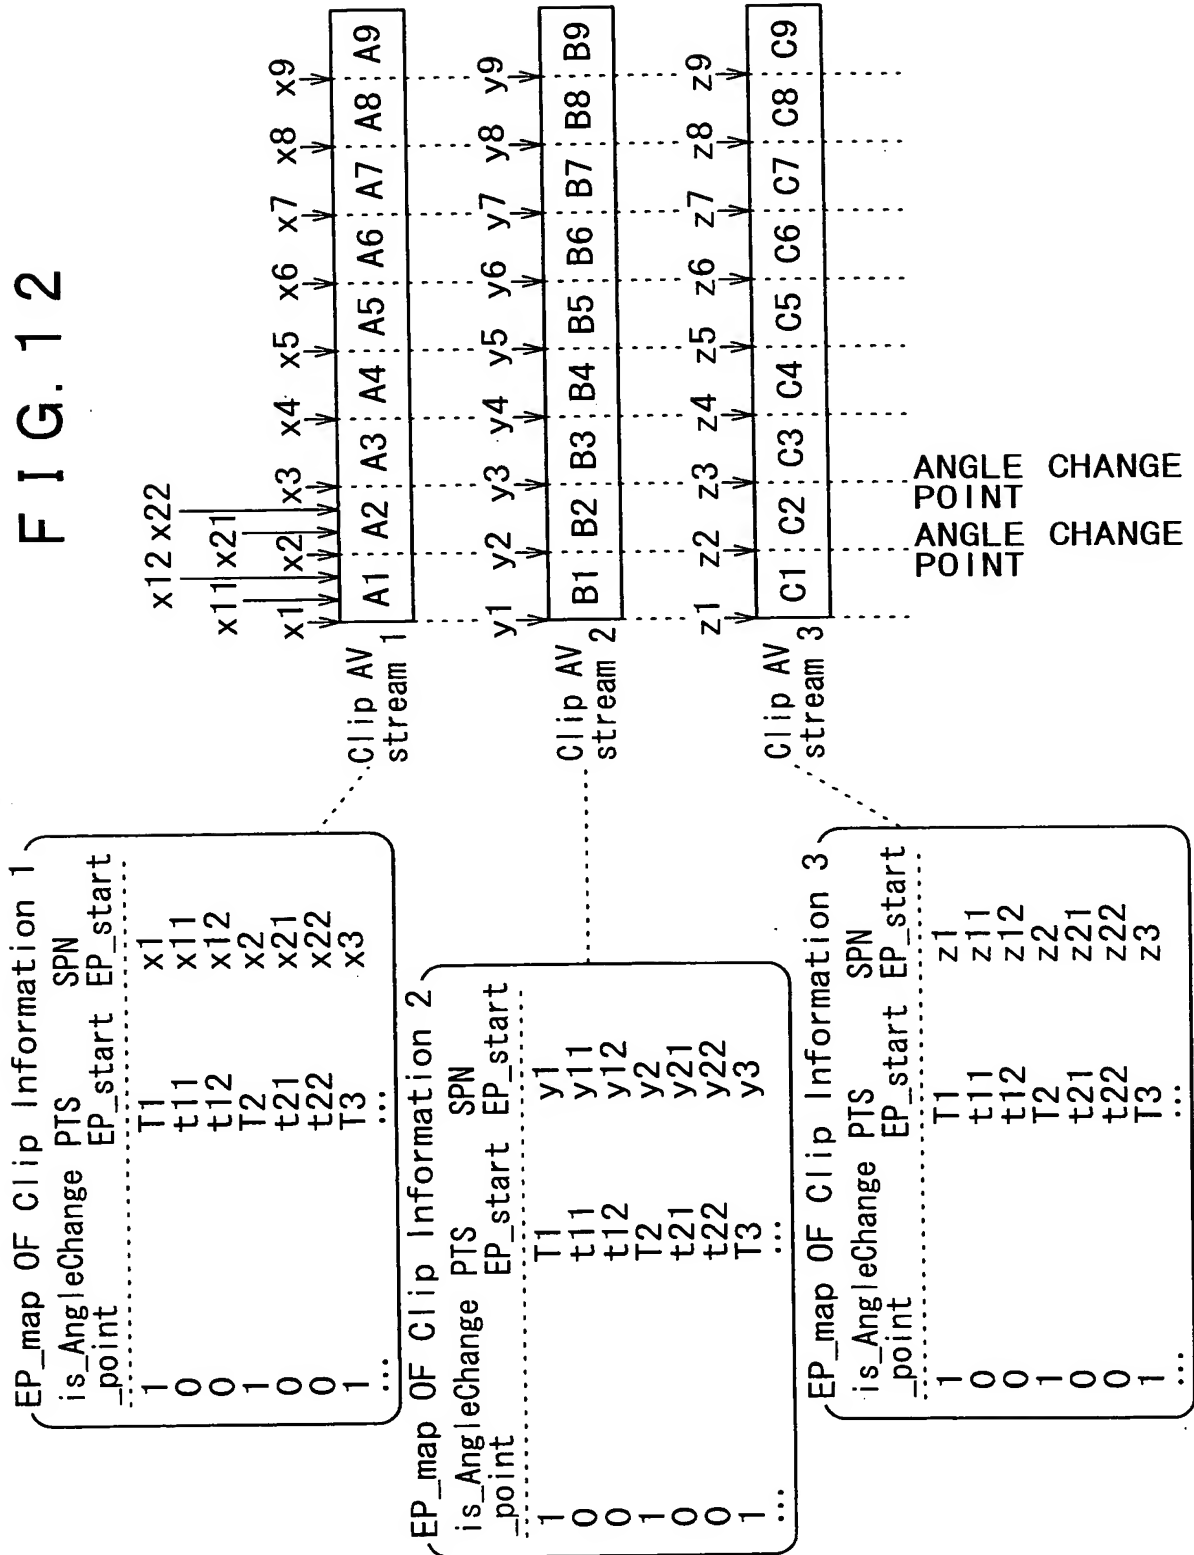 FIG.12
EP_map OF Clip Information 1
is_AngleChange PTS SPN
_point EP_start EP_start
1 T1 x1
0 t11 x11
0 t12 x12
1 T2 x2
0 t21 x21
0 t22 x22
1 T3 x3
... ...
EP_map OF Clip Information 2
is_AngleChange PTS SPN
_point EP_start EP_start
1 T1 y1
0 t11 y11
0 t12 y12
1 T2 y2
0 t21 y21
0 t22 y22
1 T3 y3
... ...
EP_map OF Clip Information 3
is_AngleChange PTS SPN
_point EP_start EP_start
1 T1 z1
0 t11 z11
0 t12 z12
1 T2 z2
0 t21 z21
0 t22 z22
1 T3 z3
... ...
x12 x22
x11 x21
x1 x2 x3 x4 x5 x6 x7 x8 x9
Clip AV
stream 1
A1 A2 A3 A4 A5 A6 A7 A8 A9
y1 y2 y3 y4 y5 y6 y7 y8 y9
Clip AV
stream 2
B1 B2 B3 B4 B5 B6 B7 B8 B9
z1 z2 z3 z4 z5 z6 z7 z8 z9
Clip AV
stream 3
C1 C2 C3 C4 C5 C6 C7 C8 C9
ANGLE CHANGE
POINT
ANGLE CHANGE
POINT